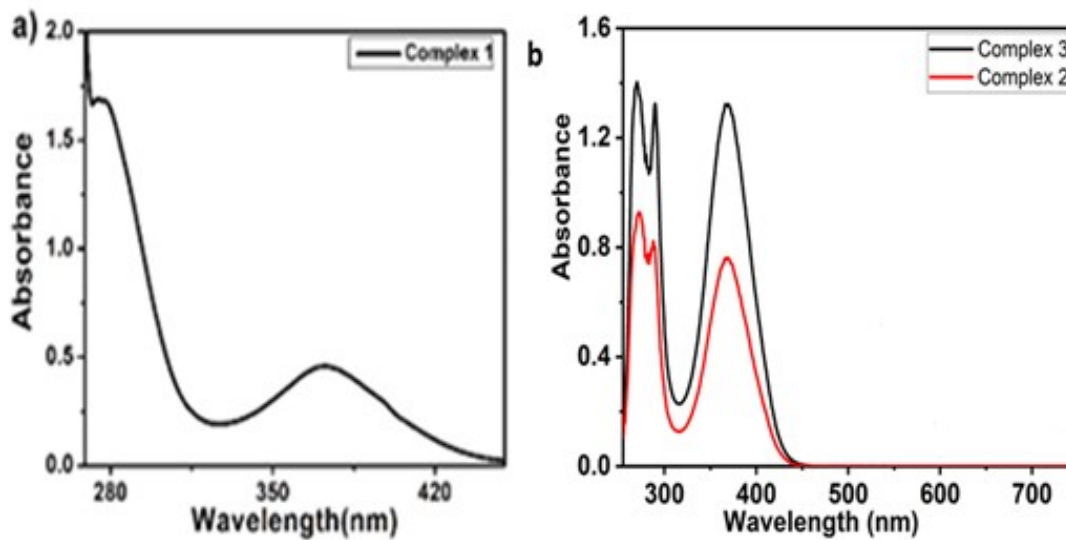 a)
Complex 1
2.0
1.5
1.0
0.5
0.0
280 350 420
Absorbance
Wavelength(nm)
b
Complex 3
Complex 2
1.6
1.2
0.8
0.4
0.0
300 400 500 600 700
Absorbance
Wavelength (nm)